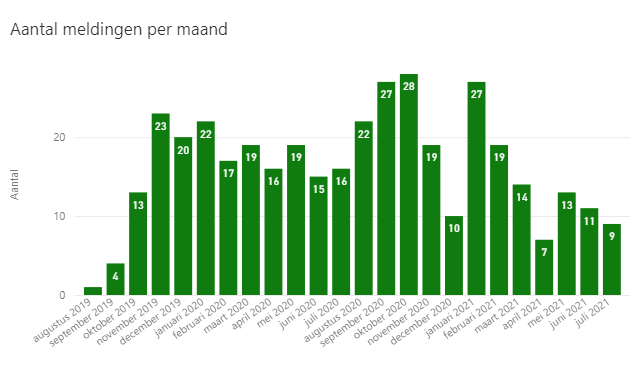 Aantal meldingen per maand
Aantal
20
10
0
4
13
23
20
22
17
19
16
19
15
16
22
27
28
19
10
27
19
14
7
13
11
9
augustus 2019
september 2019
oktober 2019
november 2019
december 2019
januari 2020
februari 2020
maart 2020
april 2020
mei 2020
juni 2020
juli 2020
augustus 2020
september 2020
oktober 2020
november 2020
december 2020
januari 2021
februari 2021
maart 2021
april 2021
mei 2021
juni 2021
juli 2021